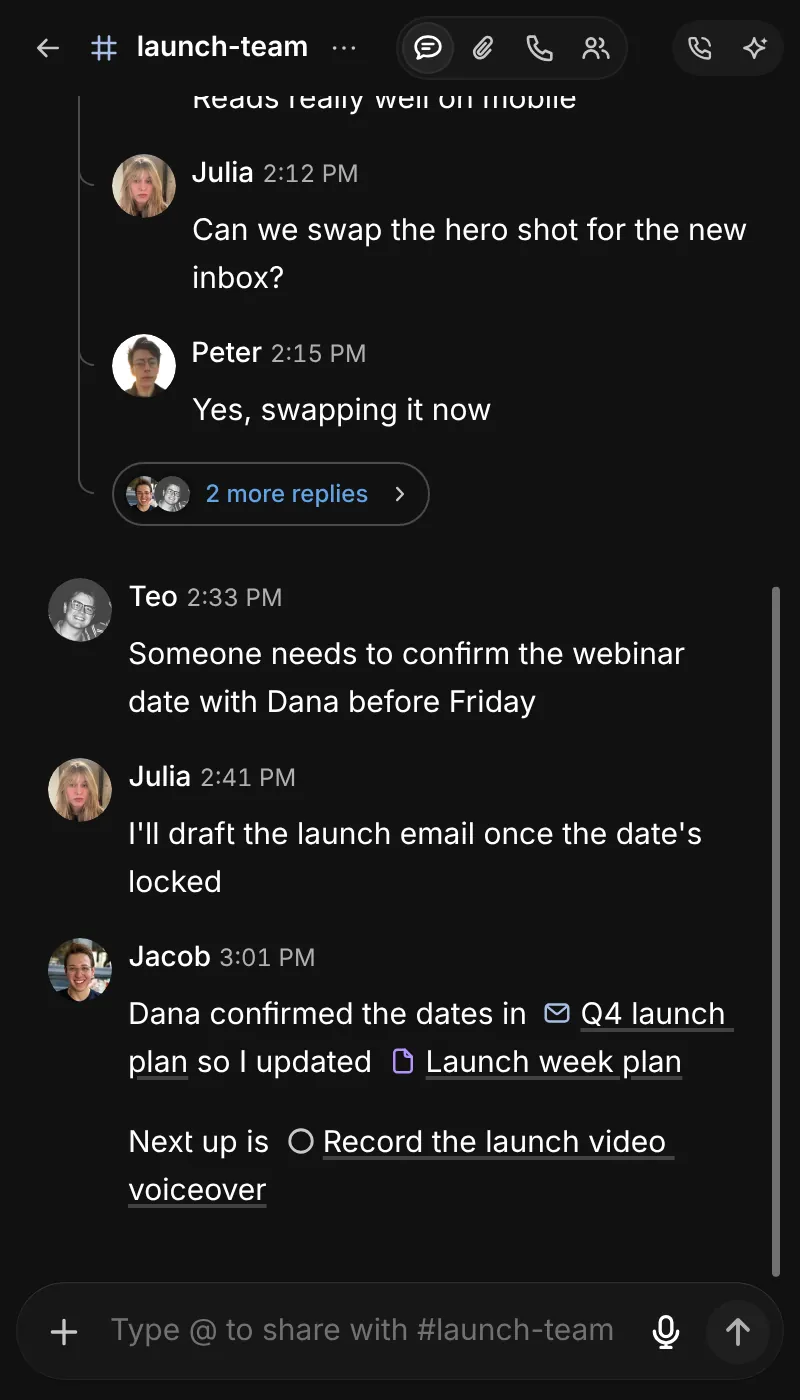 launch-team
Reads really well on mobile
Julia 2:12 PM
Can we swap the hero shot for the new
inbox?
Peter 2:15 PM
Yes, swapping it now
2 more replies
Teo 2:33 PM
Someone needs to confirm the webinar
date with Dana before Friday
Julia 2:41 PM
I'll draft the launch email once the date's
locked
Jacob 3:01 PM
Dana confirmed the dates in Q4 launch
plan so I updated Launch week plan
Next up is Record the launch video
voiceover
Type @ to share with #launch-team